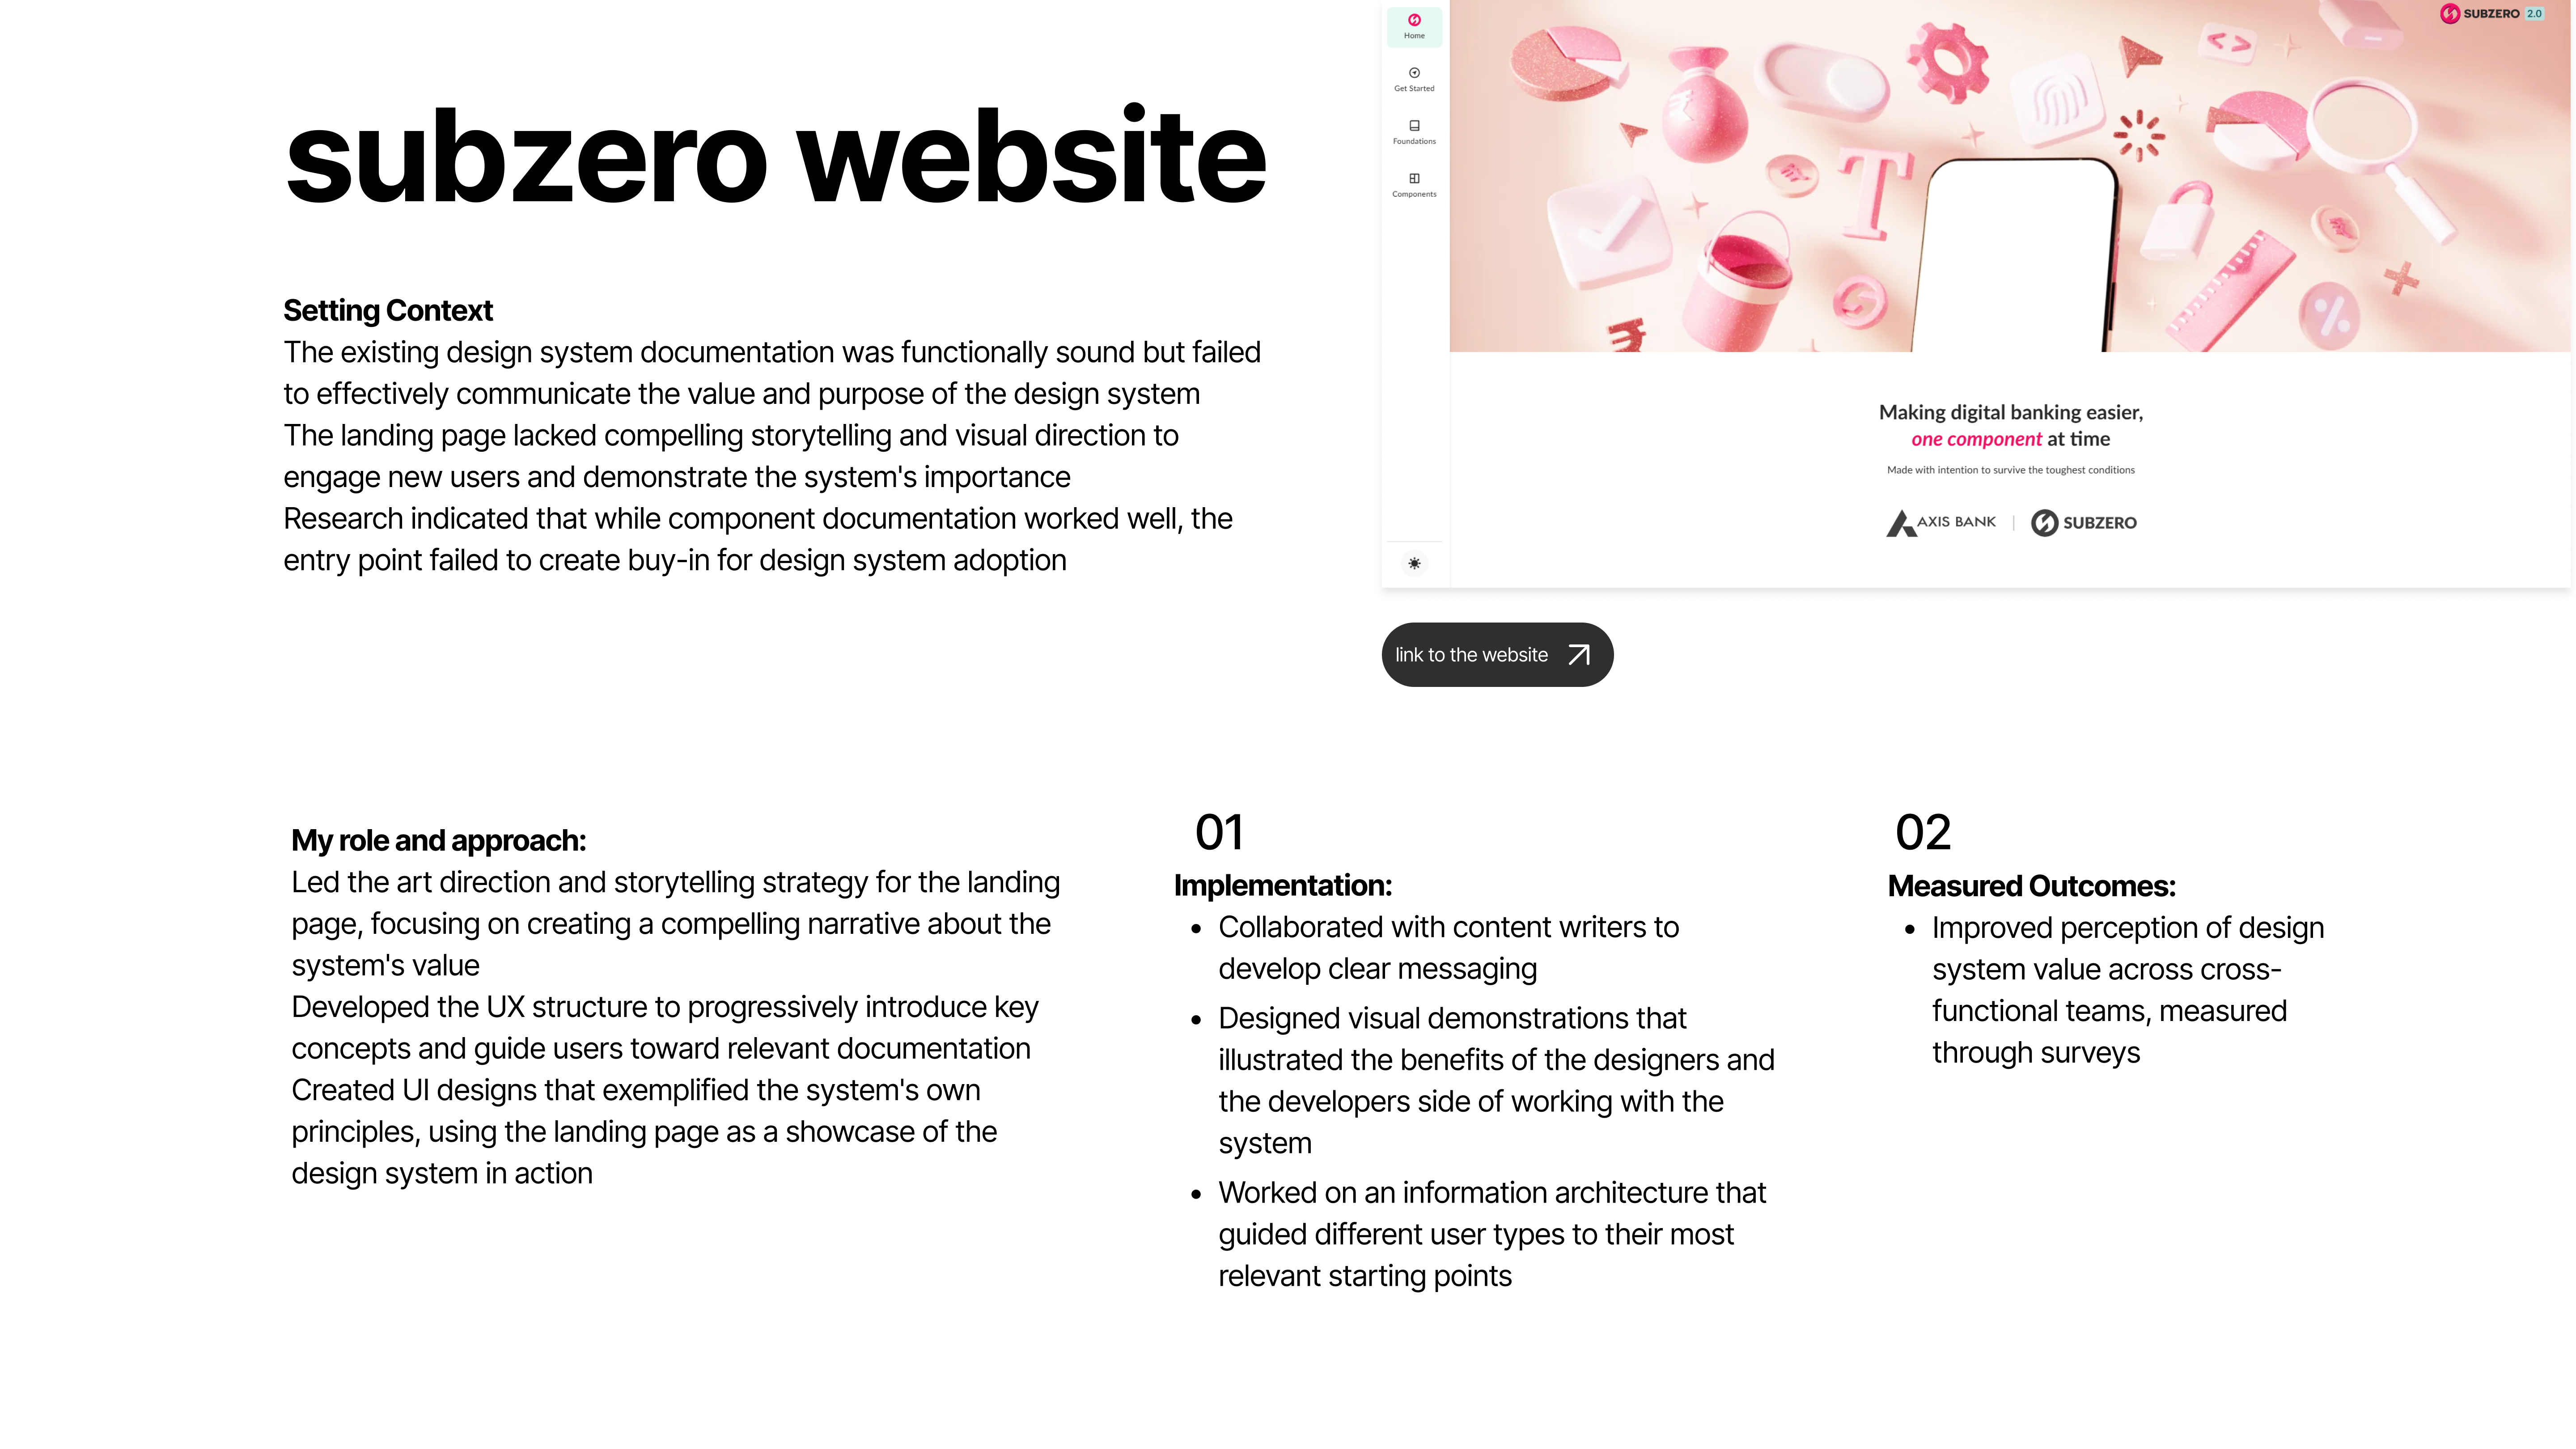 subzero website
Setting Context
The existing design system documentation was functionally sound but failed
to effectively communicate the value and purpose of the design system
The landing page lacked compelling storytelling and visual direction to
engage new users and demonstrate the system's importance
Research indicated that while component documentation worked well, the
entry point failed to create buy-in for design system adoption
Home
Get Started
Foundations
Components
SUBZERO 2.0
Making digital banking easier,
one component at time
Made with intention to survive the toughest conditions
AXIS BANK | SUBZERO
link to the website
My role and approach:
Led the art direction and storytelling strategy for the landing
page, focusing on creating a compelling narrative about the
system's value
Developed the UX structure to progressively introduce key
concepts and guide users toward relevant documentation
Created UI designs that exemplified the system's own
principles, using the landing page as a showcase of the
design system in action
01
Implementation:
• Collaborated with content writers to
develop clear messaging
• Designed visual demonstrations that
illustrated the benefits of the designers and
the developers side of working with the
system
• Worked on an information architecture that
guided different user types to their most
relevant starting points
02
Measured Outcomes:
• Improved perception of design
system value across cross-
functional teams, measured
through surveys